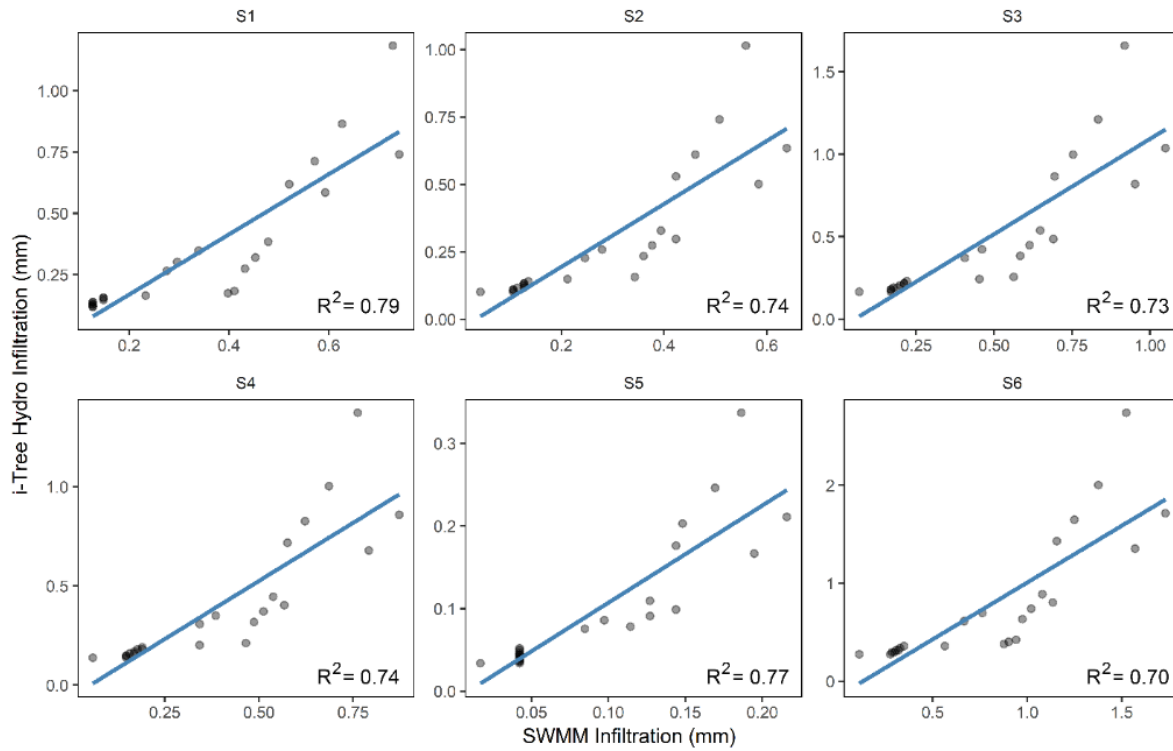 S1 S2 S3
1.00 1.00 1.5
0.75 0.75 1.0
0.50 0.50 0.5
0.25 0.25 0.0
0.00
R² = 0.79 R² = 0.74 R² = 0.73
0.2 0.4 0.6 0.0 0.2 0.4 0.6 0.25 0.50 0.75 1.00
i-Tree Hydro Infiltration (mm)
S4 S5 S6
1.0 0.3 2
0.5 0.2 1
0.0 0.1 0
0.0
R² = 0.74 R² = 0.77 R² = 0.70
0.25 0.50 0.75 0.05 0.10 0.15 0.20 0.5 1.0 1.5
SWMM Infiltration (mm)